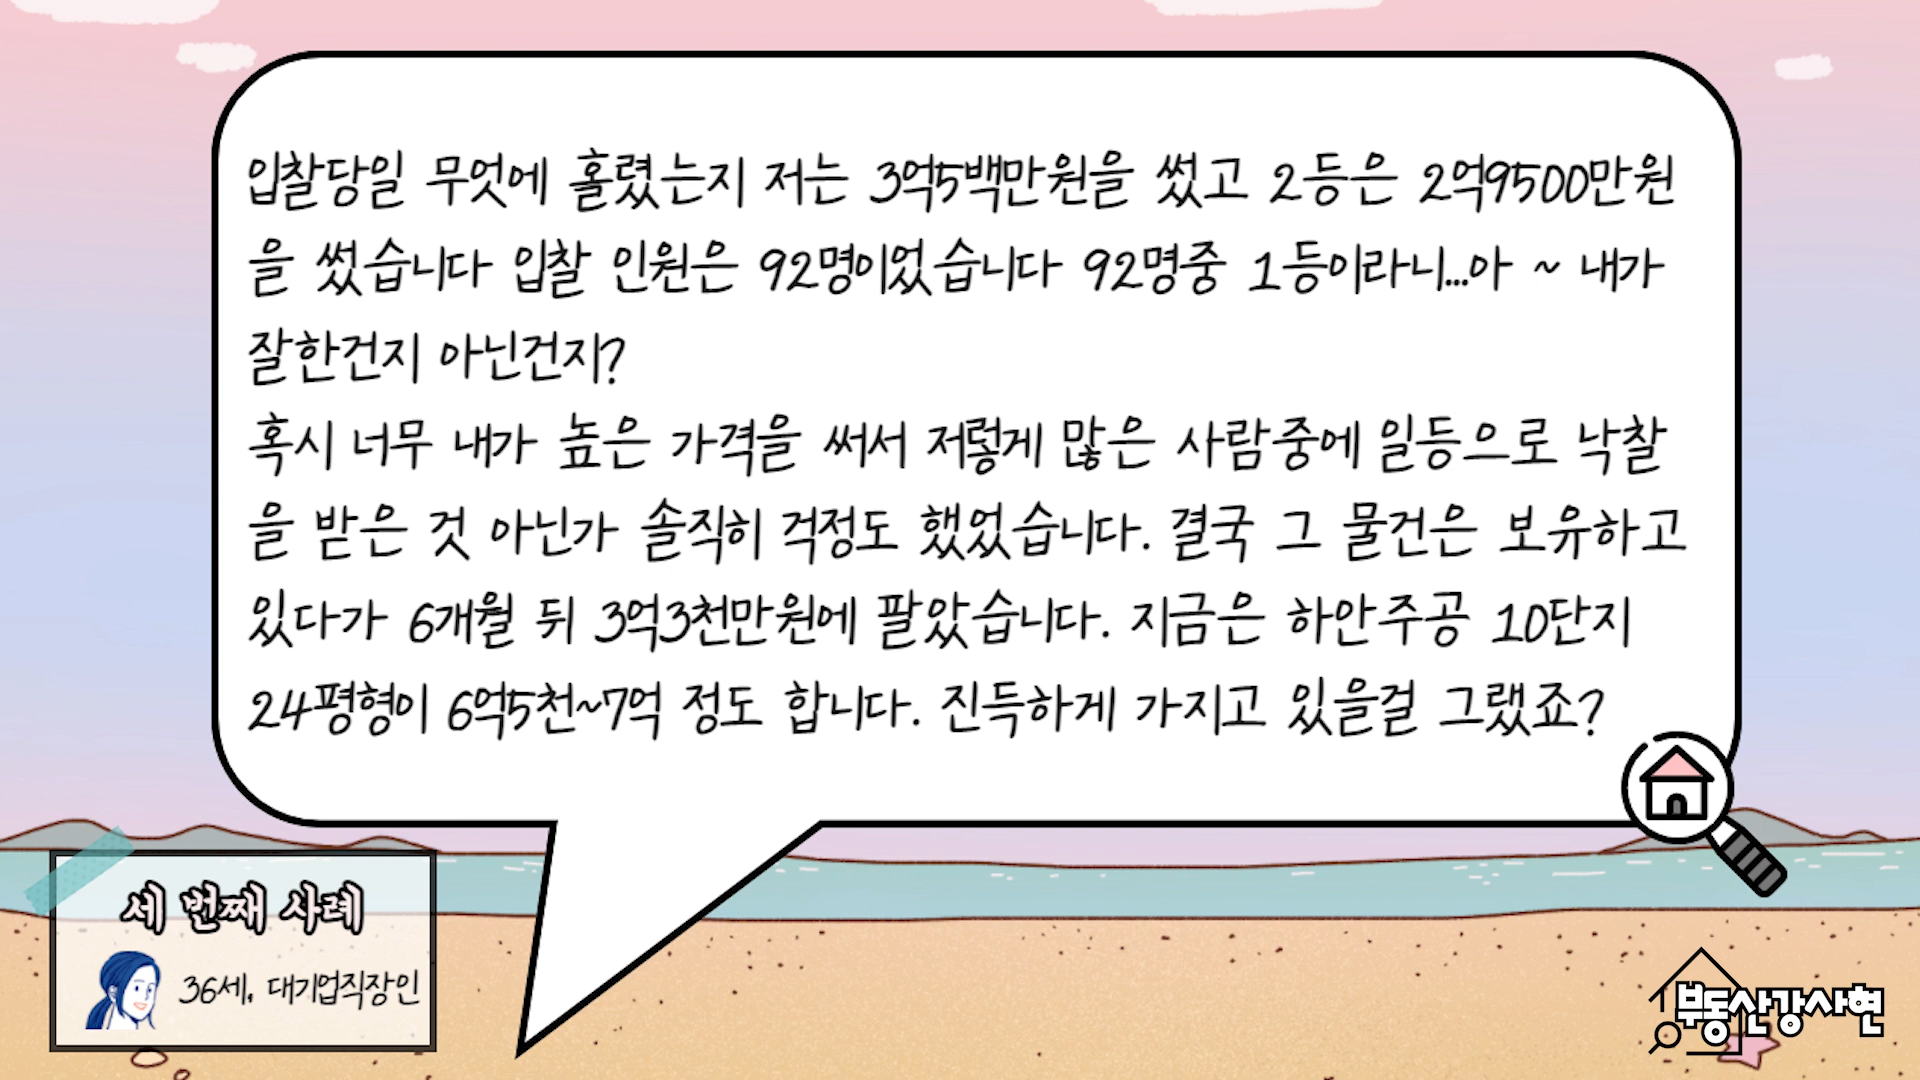 입찰당일 무엇에 홀렸는지 저는 3억5백만원을 썼고 2등은 2억9500만원
을 썼습니다 입찰 인원은 92명이었습니다 92명중 1등이라니...아 ~ 내가
잘한건지 아닌건지?
혹시 너무 내가 높은 가격을 써서 저렇게 많은 사람중에 일등으로 낙찰
을 받은 것 아닌가 솔직히 걱정도 했었습니다. 결국 그 물건은 보유하고
있다가 6개월 뒤 3억3천만원에 팔았습니다. 지금은 하안주공 10단지
24평형이 6억5천~7억 정도 합니다. 진득하게 가지고 있을걸 그랬죠?
세 번째 사례
36세, 대기업직장인
부동산강사현